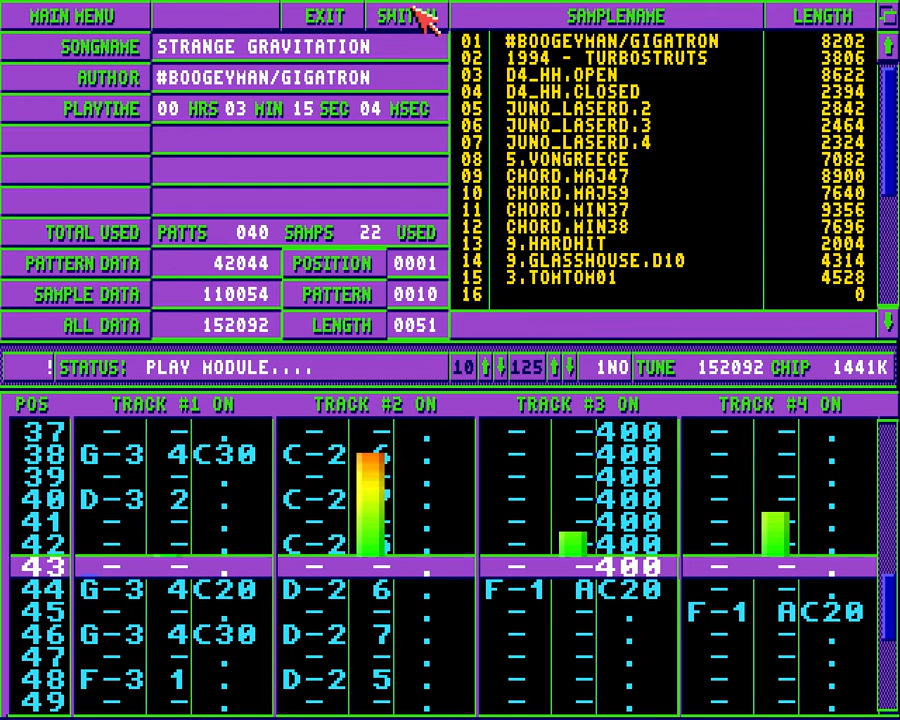 MAIN MENU EXIT SAMPLENAME LENGTH
SONGNAME STRANGE GRAVITATION
AUTHOR #BOOGEYMAN/GIGATRON
PLAYTIME 00 HRS 03 MIN 15 SEC 04 MSEC
TOTAL USED PATTS 040 SAMPS 22 USED
PATTERN DATA 42044 POSITION 0001
SAMPLE DATA 110054 PATTERN 0010
ALL DATA 152092 LENGTH 0051
01 #BOOGEYMAN/GIGATRON 8202
02 1994 - TURBOSTRUTS 3806
03 D4_HH.OPEN 8622
04 D4_HH.CLOSED 2394
05 JUNO_LASERD.2 2842
06 JUNO_LASERD.3 2464
07 JUNO_LASERD.4 2324
08 5.VONGREECE 7082
09 CHORD.MAJ47 8900
10 CHORD.MAJ59 7640
11 CHORD.MIN37 9356
12 CHORD.MIN38 7696
13 9.HARDHIT 2004
14 9.GLASSHOUSE.D10 4314
15 3.TOMTOM01 4528
16 0
! STATUS: PLAY MODULE.... 10 125 1NO TUNE 152092 CHIP 1441K
POS TRACK #1 ON TRACK #2 ON TRACK #3 ON TRACK #4 ON
37 - - . - - . - -400 - - .
38 G-3 4C30 C-2 . - -400 - - .
39 - - . - - . - -400 - - .
40 D-3 2 . C-2 . - -400 - - .
41 - - . - - . - -400 - - .
42 - - . C-2 . - -400 - - .
43 - - . - - . - -400 - - .
44 G-3 4C20 D-2 6 . F-1 AC20 - - .
45 - - . - - . - - . F-1 AC20
46 G-3 4C30 D-2 7 . - - . - - .
47 - - . - - . - - . - - .
48 F-3 1 . D-2 5 . - - . - - .
49 - - . - - . - - . - - .